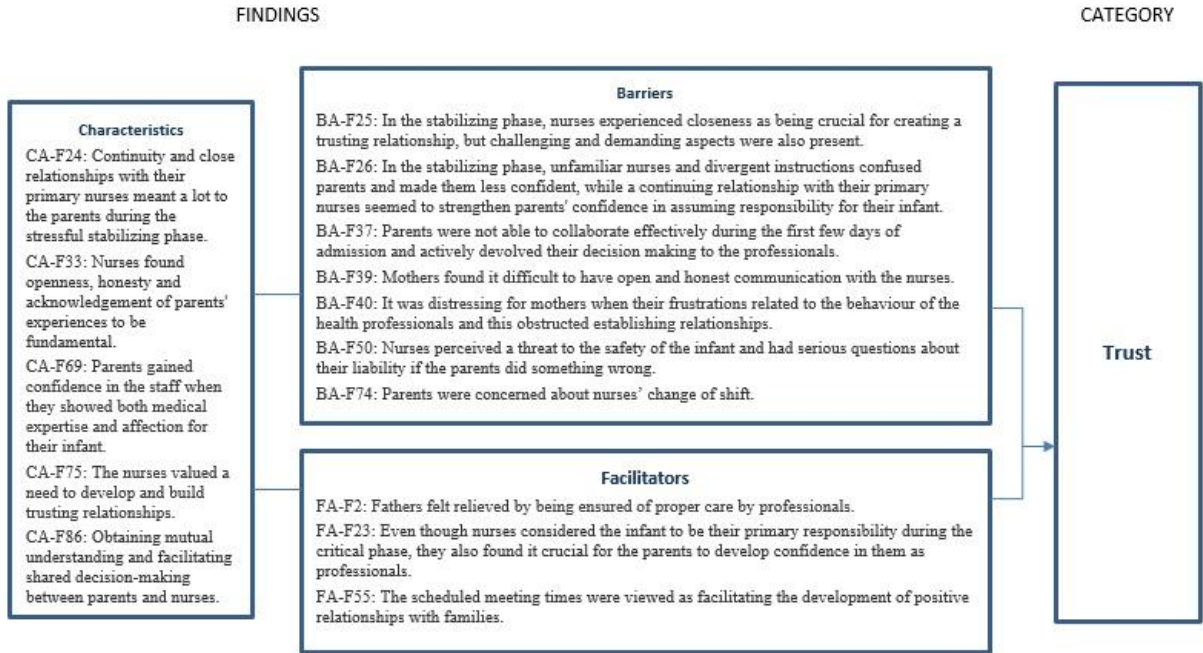 FINDINGS
CATEGORY
Characteristics
CA-F24: Continuity and close
relationships with their
primary nurses meant a lot to
the parents during the
stressful stabilizing phase.
CA-F33: Nurses found
openness, honesty and
acknowledgement of parents'
experiences to be
fundamental.
CA-F69: Parents gained
confidence in the staff when
they showed both medical
expertise and affection for
their infant.
CA-F75: The nurses valued a
need to develop and build
trusting relationships.
CA-F86: Obtaining mutual
understanding and facilitating
shared decision-making
between parents and nurses.
Barriers
BA-F25: In the stabilizing phase, nurses experienced closeness as being crucial for creating a
trusting relationship, but challenging and demanding aspects were also present.
BA-F26: In the stabilizing phase, unfamiliar nurses and divergent instructions confused
parents and made them less confident, while a continuing relationship with their primary
nurses seemed to strengthen parents' confidence in assuming responsibility for their infant.
BA-F37: Parents were not able to collaborate effectively during the first few days of
admission and actively devolved their decision making to the professionals.
BA-F39: Mothers found it difficult to have open and honest communication with the nurses.
BA-F40: It was distressing for mothers when their frustrations related to the behaviour of the
health professionals and this obstructed establishing relationships.
BA-F50: Nurses perceived a threat to the safety of the infant and had serious questions about
their liability if the parents did something wrong.
BA-F74: Parents were concerned about nurses’ change of shift.
Facilitators
FA-F2: Fathers felt relieved by being ensured of proper care by professionals.
FA-F23: Even though nurses considered the infant to be their primary responsibility during the
critical phase, they also found it crucial for the parents to develop confidence in them as
professionals.
FA-F55: The scheduled meeting times were viewed as facilitating the development of positive
relationships with families.
Trust